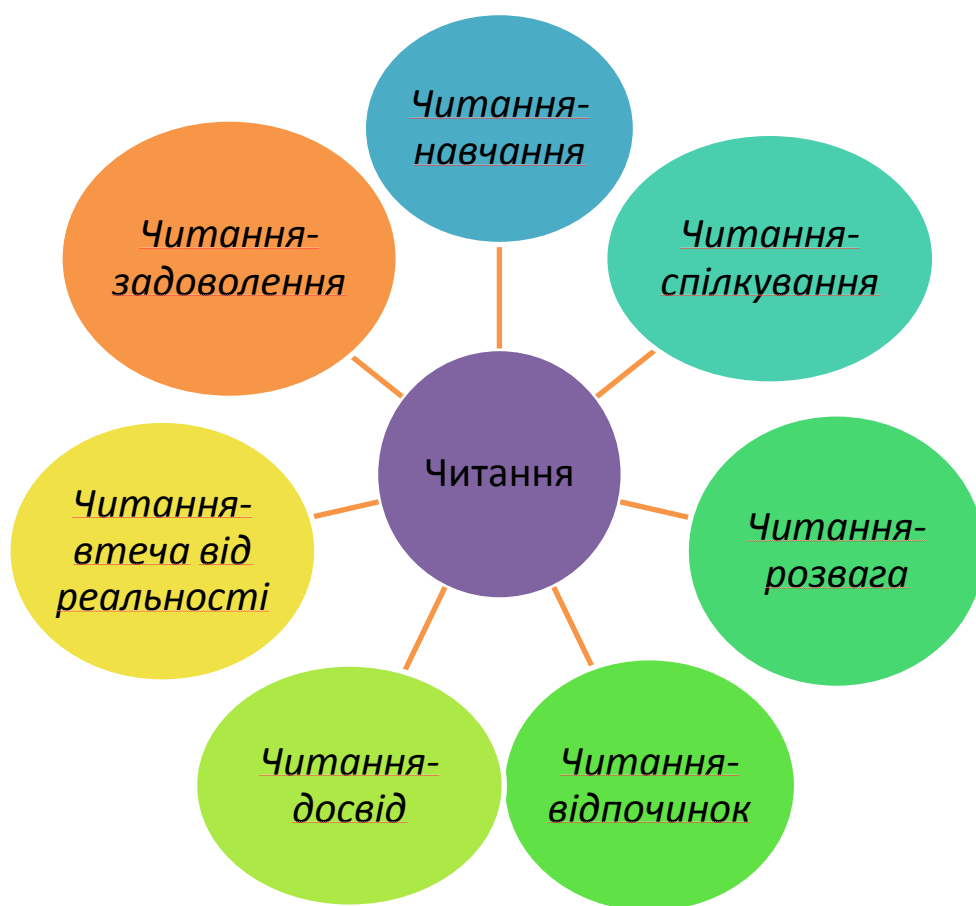 Читання-
навчання
Читання-
спілкування
Читання-
розвага
Читання-
відпочинок
Читання-
досвід
Читання-
втеча від
реальності
Читання-
задоволення
Читання